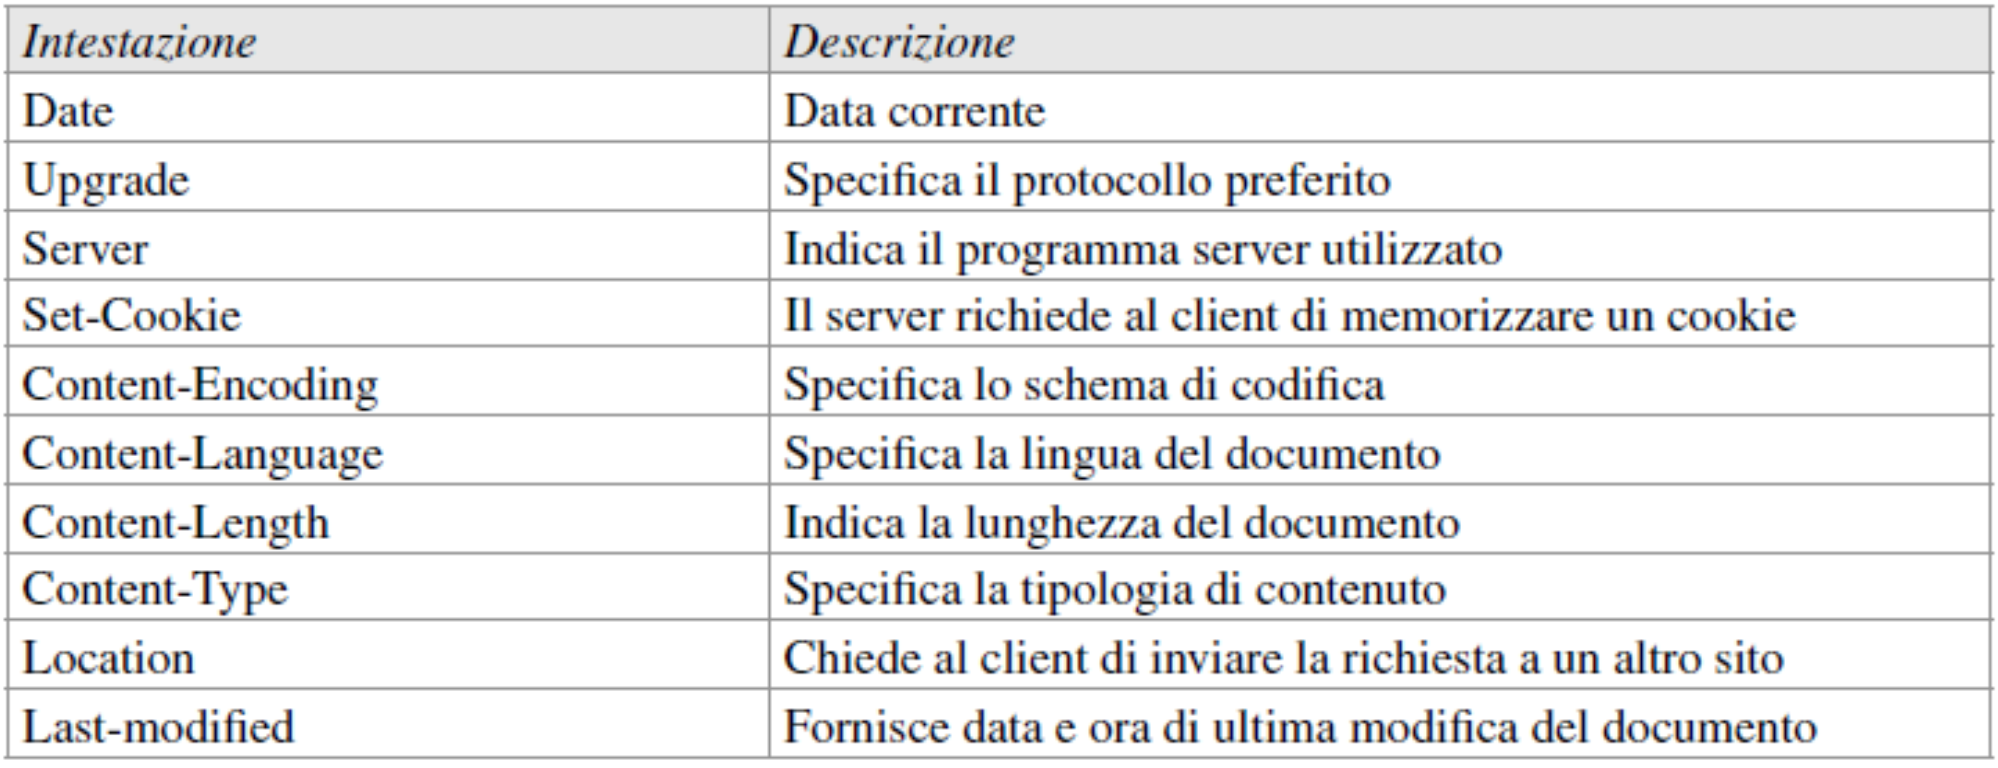 Intestazione Descrizione
Date Data corrente
Upgrade Specifica il protocollo preferito
Server Indica il programma server utilizzato
Set-Cookie Il server richiede al client di memorizzare un cookie
Content-Encoding Specifica lo schema di codifica
Content-Language Specifica la lingua del documento
Content-Length Indica la lunghezza del documento
Content-Type Specifica la tipologia di contenuto
Location Chiede al client di inviare la richiesta a un altro sito
Last-modified Fornisce data e ora di ultima modifica del documento